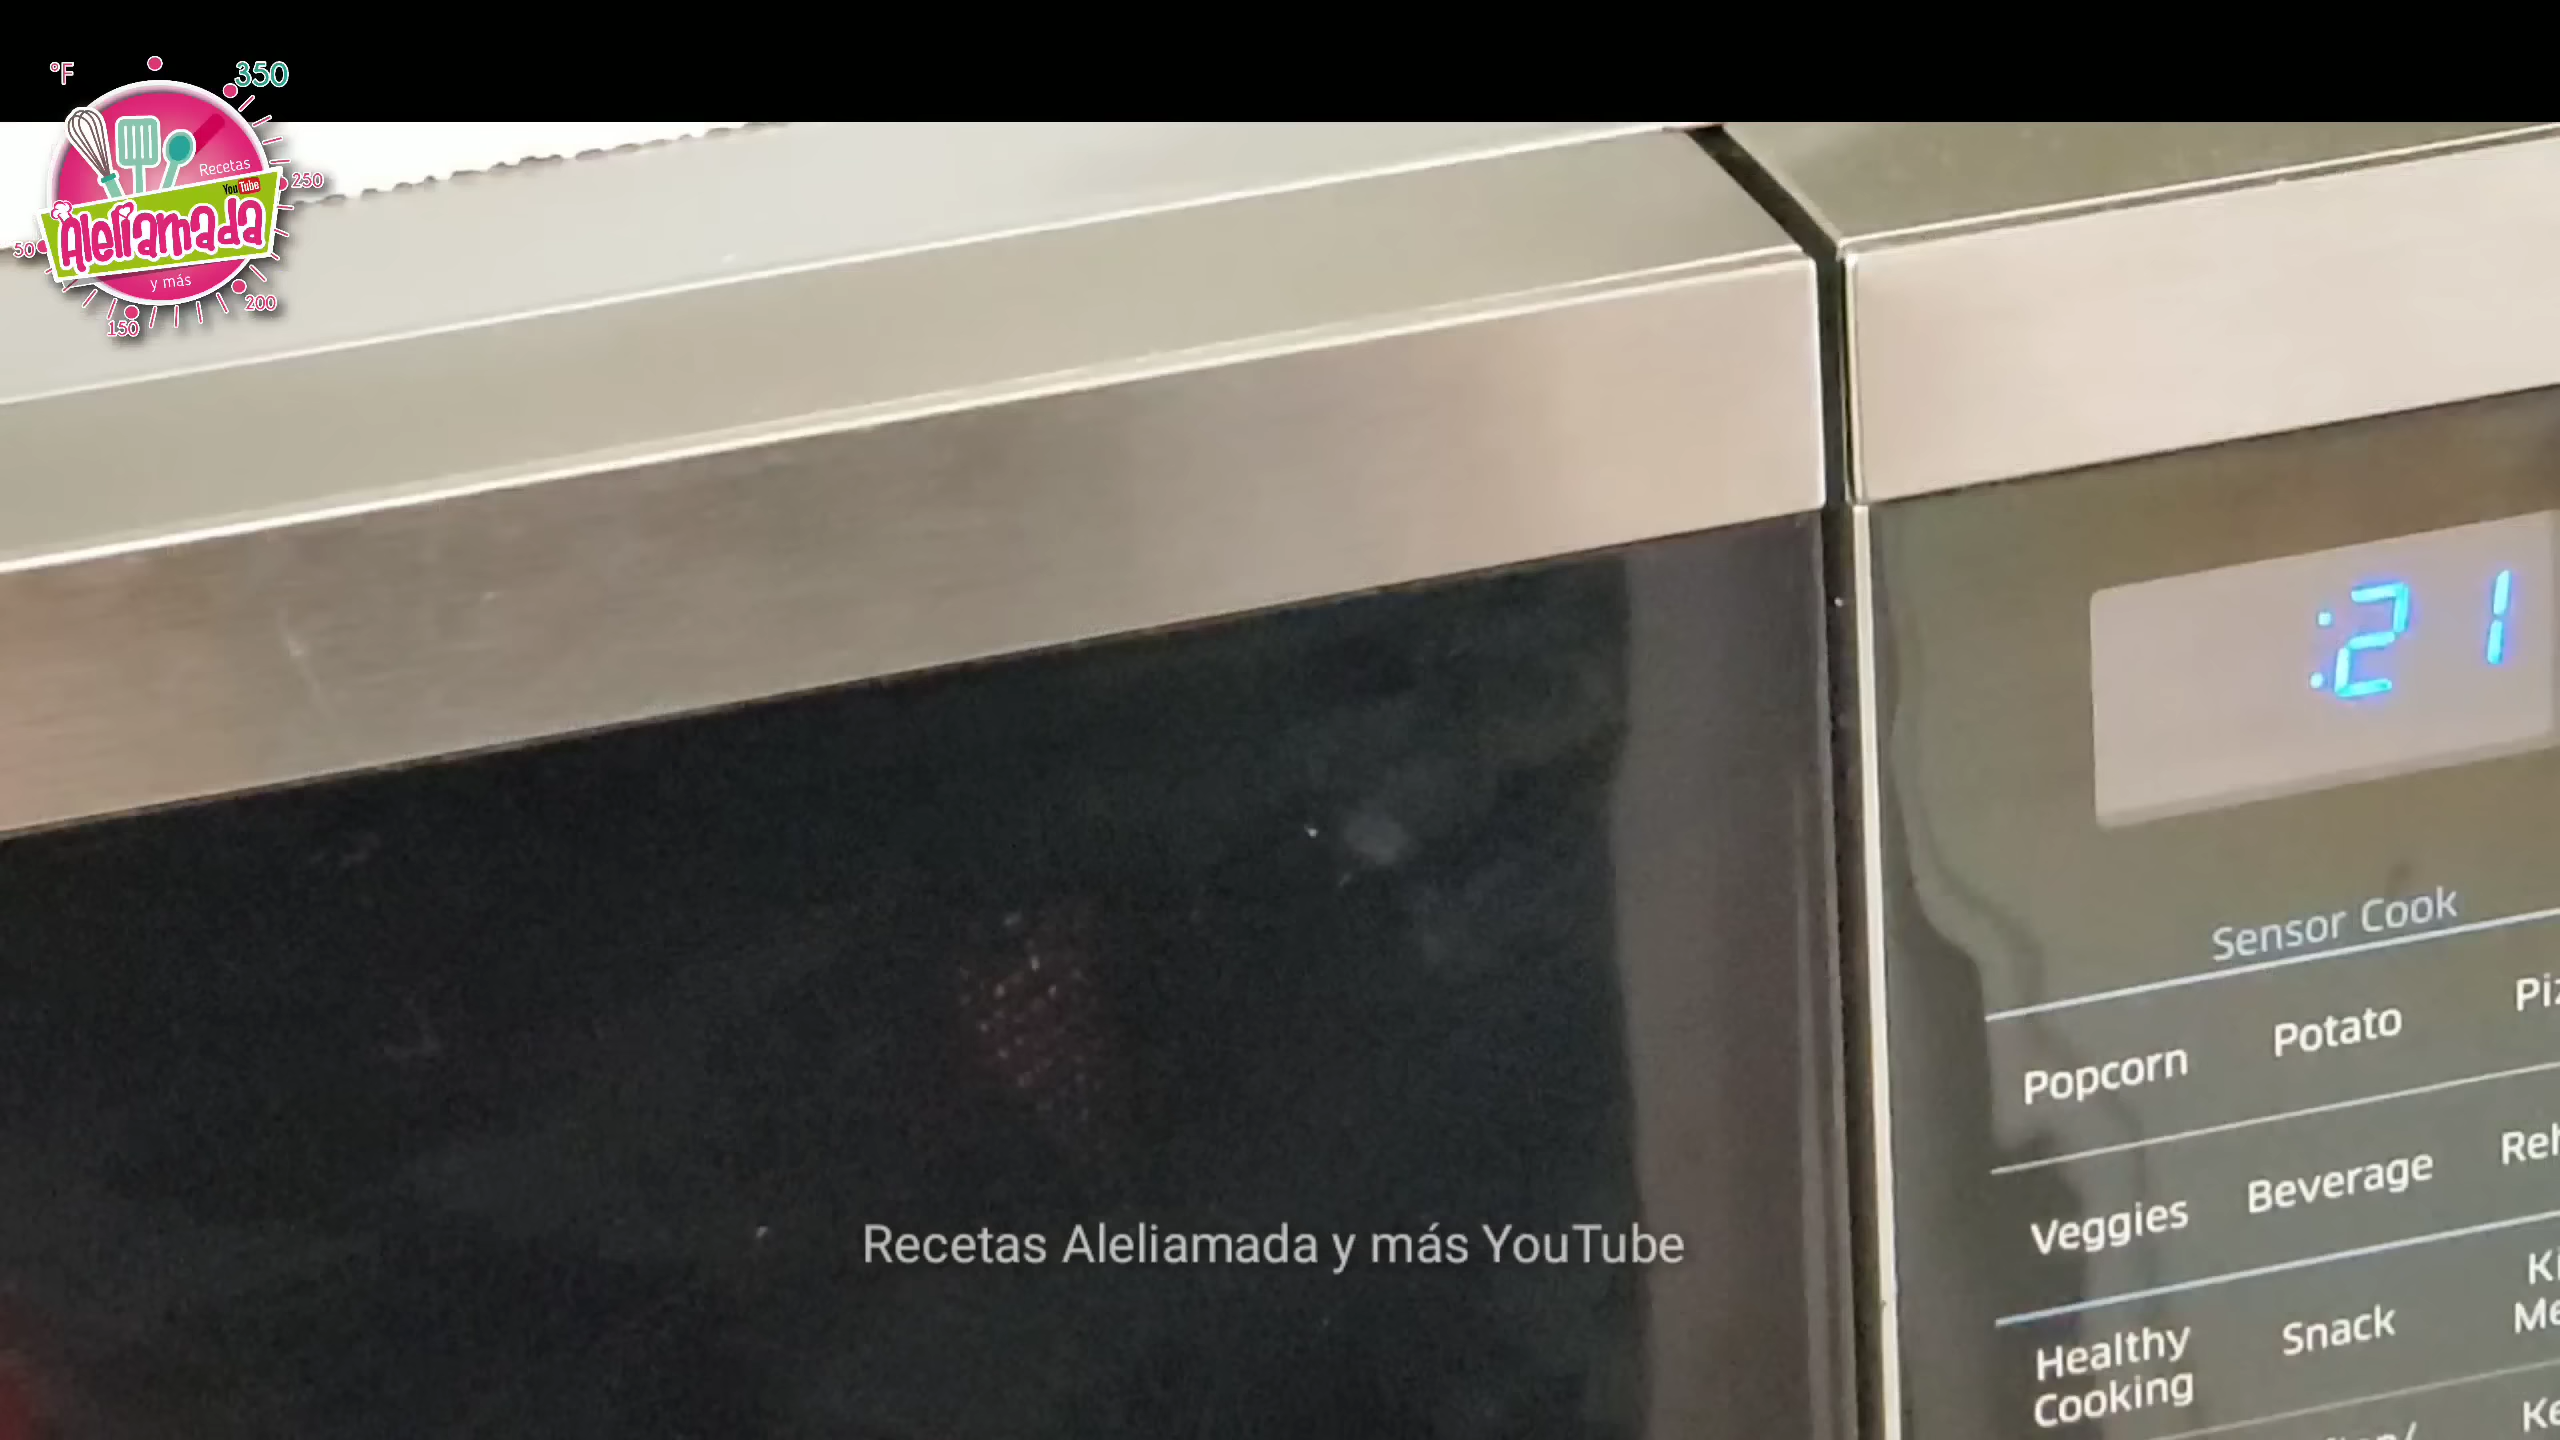 °F
350
Recetas
YouTube
250
Aleliamada
50
y más
200
150
:21
Sensor Cook
Popcorn Potato
Veggies Beverage
Healthy
Cooking
Snack
Recetas Aleliamada y más YouTube